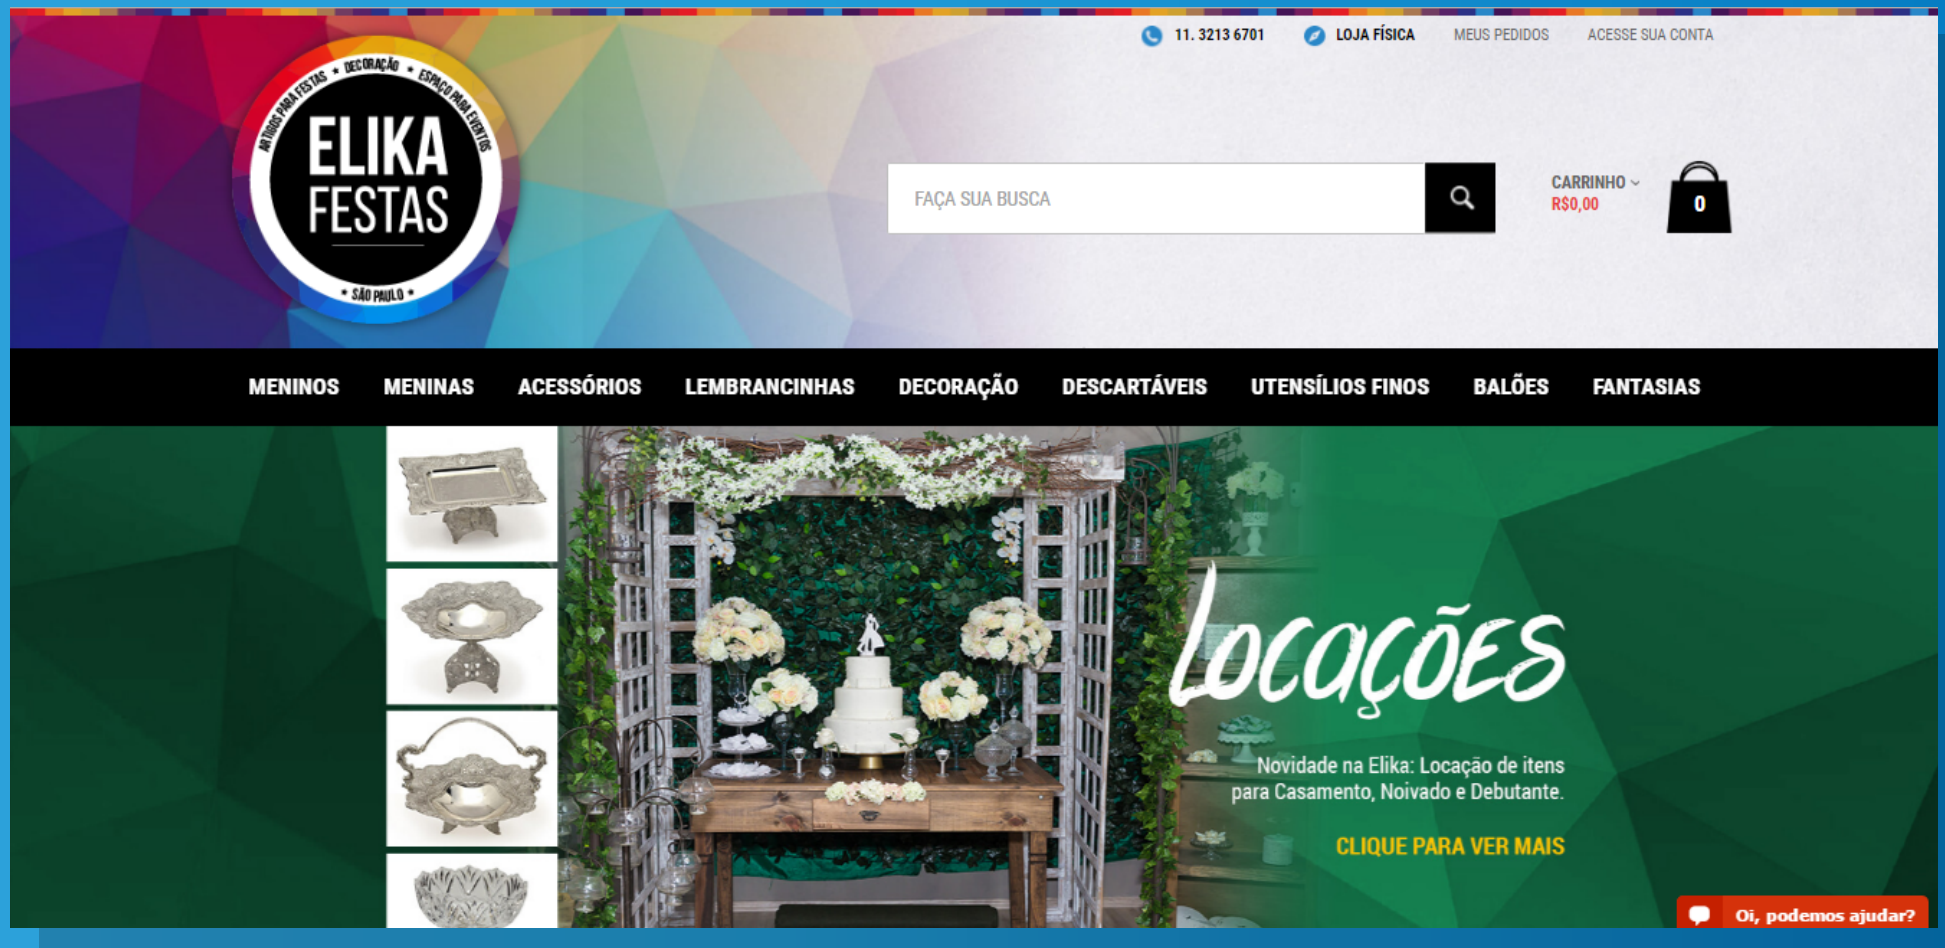 11. 3213 6701
LOJA FÍSICA
MEUS PEDIDOS
ACESSE SUA CONTA
ARTIGOS PARA FESTAS ★ DECORAÇÃO ★ ESPAÇO PARA EVENTOS
ELIKA
FESTAS
★ SÃO PAULO ★
FAÇA SUA BUSCA
CARRINHO
R$0,00
0
MENINOS MENINAS ACESSÓRIOS LEMBRANCINHAS DECORAÇÃO DESCARTÁVEIS UTENSÍLIOS FINOS BALÕES FANTASIAS
LOCAÇÕES
Novidade na Elika: Locação de itens
para Casamento, Noivado e Debutante.
CLIQUE PARA VER MAIS
Oi, podemos ajudar?